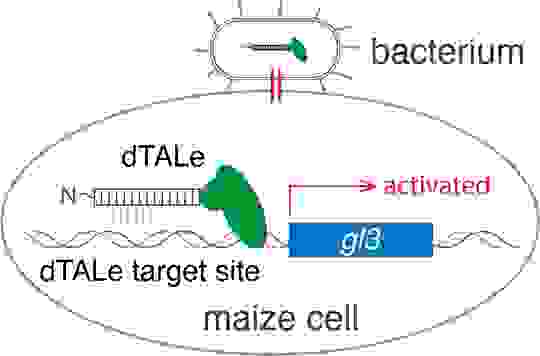 bacterium
dTALe
N
activated
gl3
dTALe target site
maize cell